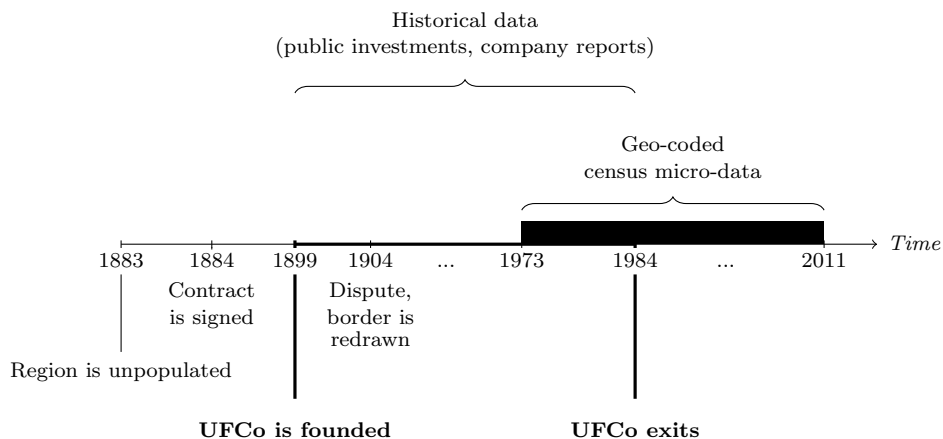 Historical data
(public investments, company reports)
Geo-coded
census micro-data
Time
1883 1884 1899 1904 ... 1973 1984 ... 2011
Contract
is signed
Dispute,
border is
redrawn
Region is unpopulated
UFCo is founded
UFCo exits